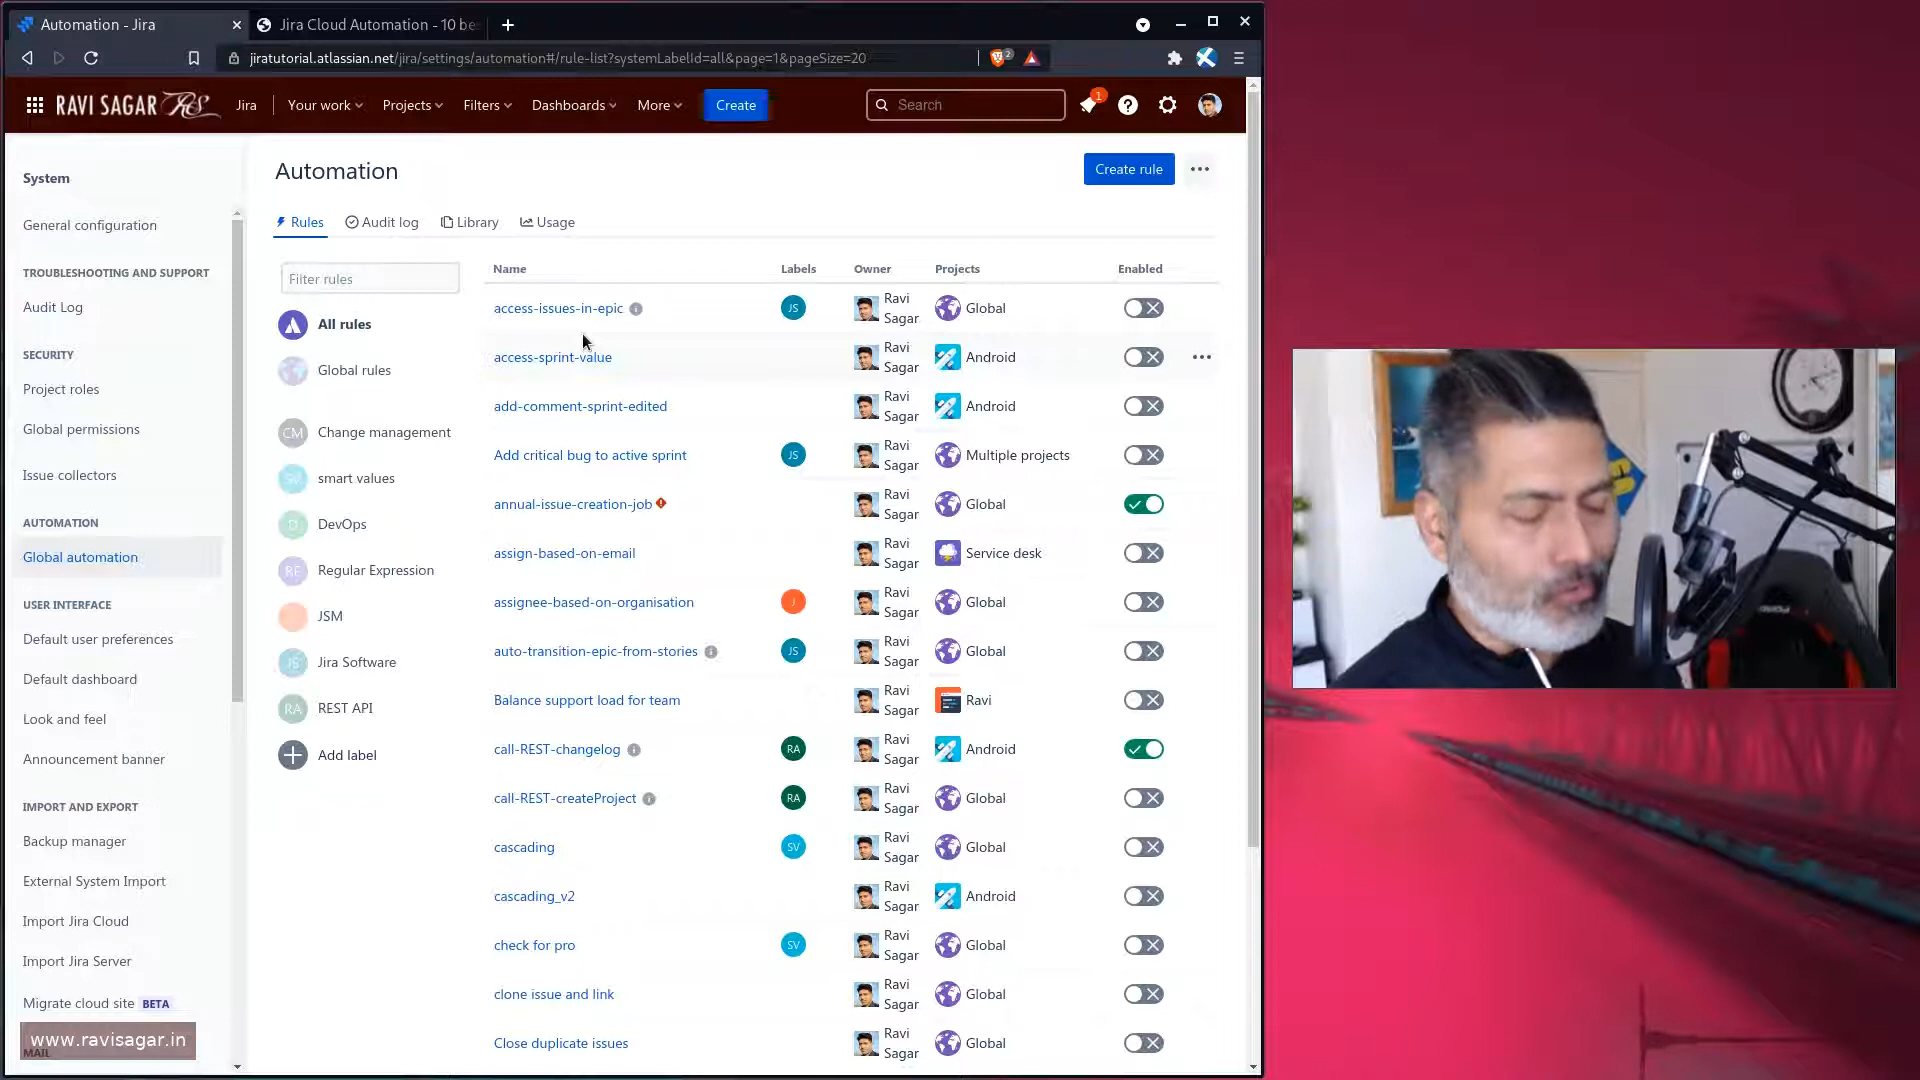 Automation - Jira
Jira Cloud Automation - 10 be
jiratutorial.atlassian.net/jira/settings/automation#/rule-list?systemLabelId=all&page=1&pageSize=20
2
RAVI SAGAR
Jira
Your work
Projects
Filters
Dashboards
More
Create
Search
1
System
General configuration
TROUBLESHOOTING AND SUPPORT
Audit Log
SECURITY
Project roles
Global permissions
Issue collectors
AUTOMATION
Global automation
USER INTERFACE
Default user preferences
Default dashboard
Look and feel
Announcement banner
IMPORT AND EXPORT
Backup manager
External System Import
Import Jira Cloud
Import Jira Server
Migrate cloud site BETA
www.ravisagar.in
MAIL
Automation
Create rule
Rules
Audit log
Library
Usage
Filter rules
All rules
Global rules
CM Change management
SV smart values
D DevOps
RE Regular Expression
JSM
JS Jira Software
RA REST API
Add label
Name Labels Owner Projects Enabled
access-issues-in-epic JS Ravi Sagar Global
access-sprint-value Ravi Sagar Android
add-comment-sprint-edited Ravi Sagar Android
Add critical bug to active sprint JS Ravi Sagar Multiple projects
annual-issue-creation-job Ravi Sagar Global
assign-based-on-email Ravi Sagar Service desk
assignee-based-on-organisation J Ravi Sagar Global
auto-transition-epic-from-stories JS Ravi Sagar Global
Balance support load for team Ravi Sagar Ravi
call-REST-changelog RA Ravi Sagar Android
call-REST-createProject RA Ravi Sagar Global
cascading SV Ravi Sagar Global
cascading_v2 Ravi Sagar Android
check for pro SV Ravi Sagar Global
clone issue and link Ravi Sagar Global
Close duplicate issues Ravi Sagar Global